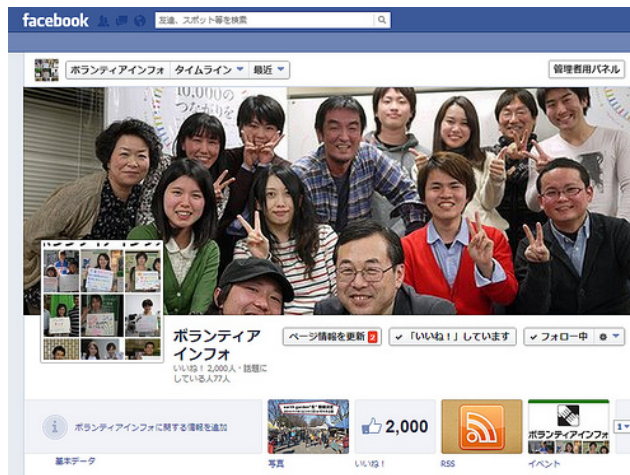 facebook
友達、スポット等を検索
ボランティアインフォ タイムライン 最近
管理者用パネル
10,000の
つながりを
ボランティア
インフォ
いいね！ 2,000人・話題に
している人77人
ページ情報を更新 2
✓「いいね！」しています
✓フォロー中
ボランティアインフォに関する情報を追加
基本データ
写真
2,000
いいね！
RSS
ボランティアインフォ
イベント
1